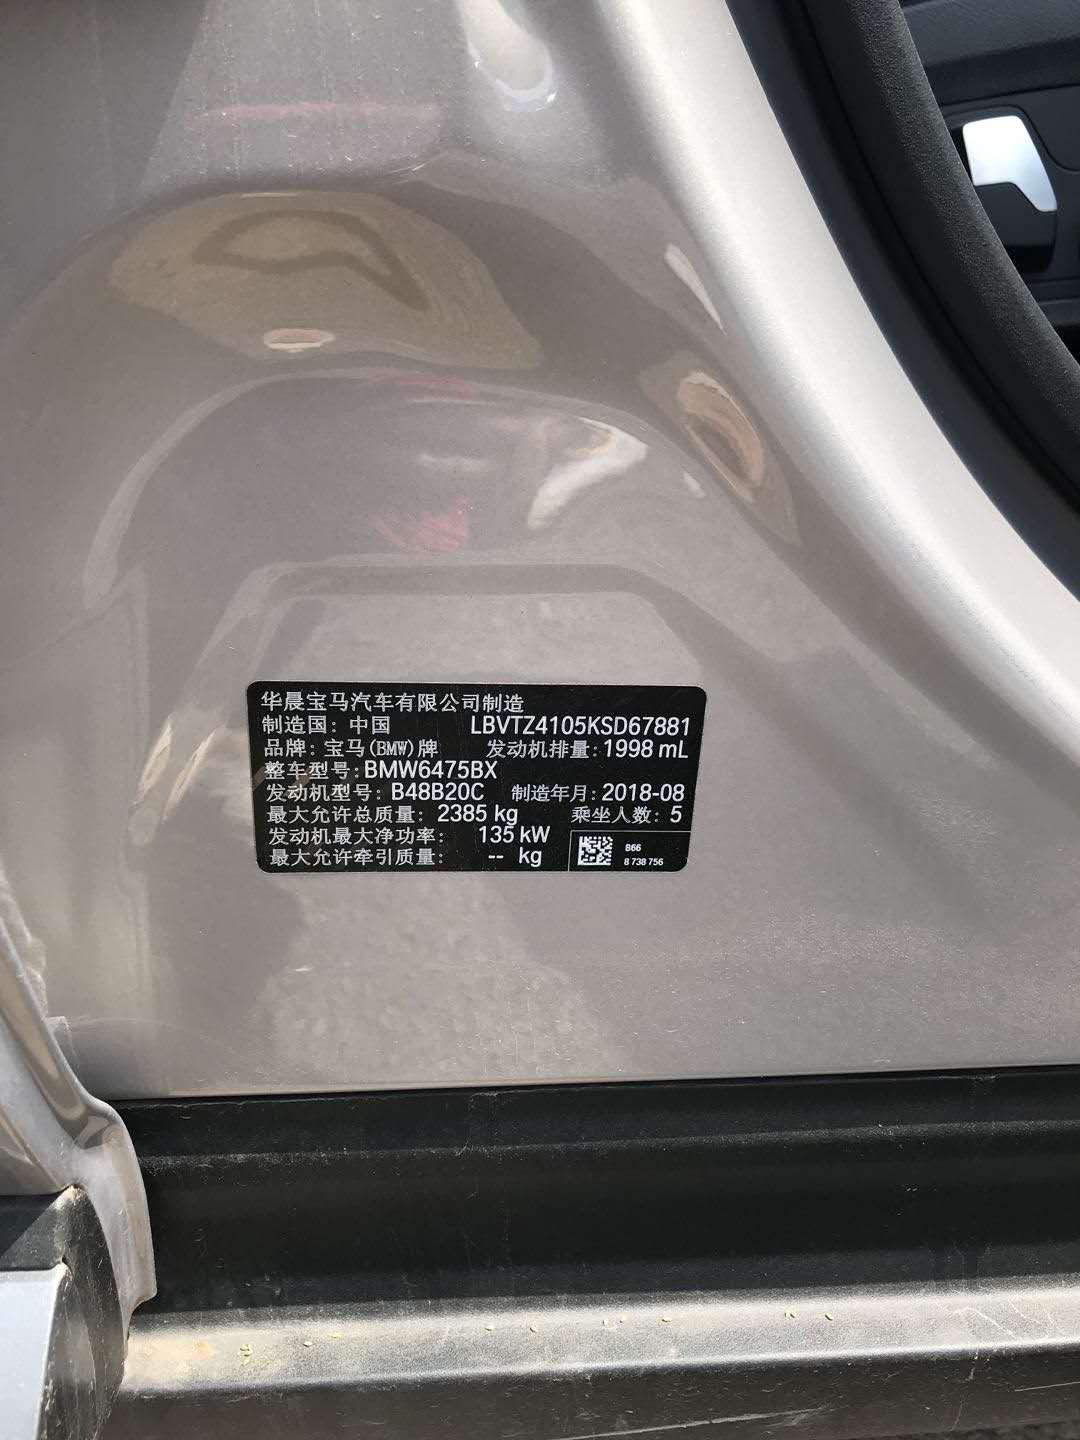 华晨宝马汽车有限公司制造
制造国: 中国 LBVTZ4105KSD67881
品牌: 宝马(BMW)牌 发动机排量: 1998 mL
整车型号: BMW6475BX
发动机型号: B48B20C 制造年月: 2018-08
最大允许总质量: 2385 kg 乘坐人数: 5
发动机最大净功率: 135 kW
最大允许牵引质量: -- kg
B66
8 738 756